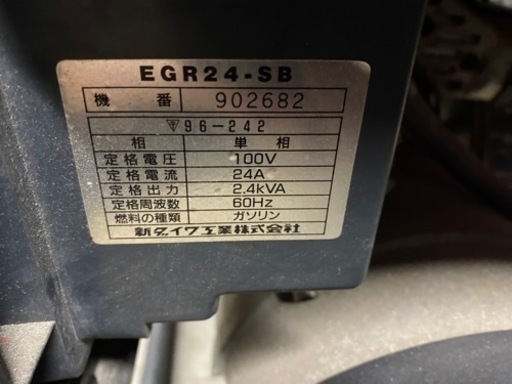 EGR24-SB
機番 902682
▽96-242
相 単相
定格電圧 100V
定格電流 24A
定格出力 2.4kVA
定格周波数 60Hz
燃料の種類 ガソリン
新ダイワ工業株式会社